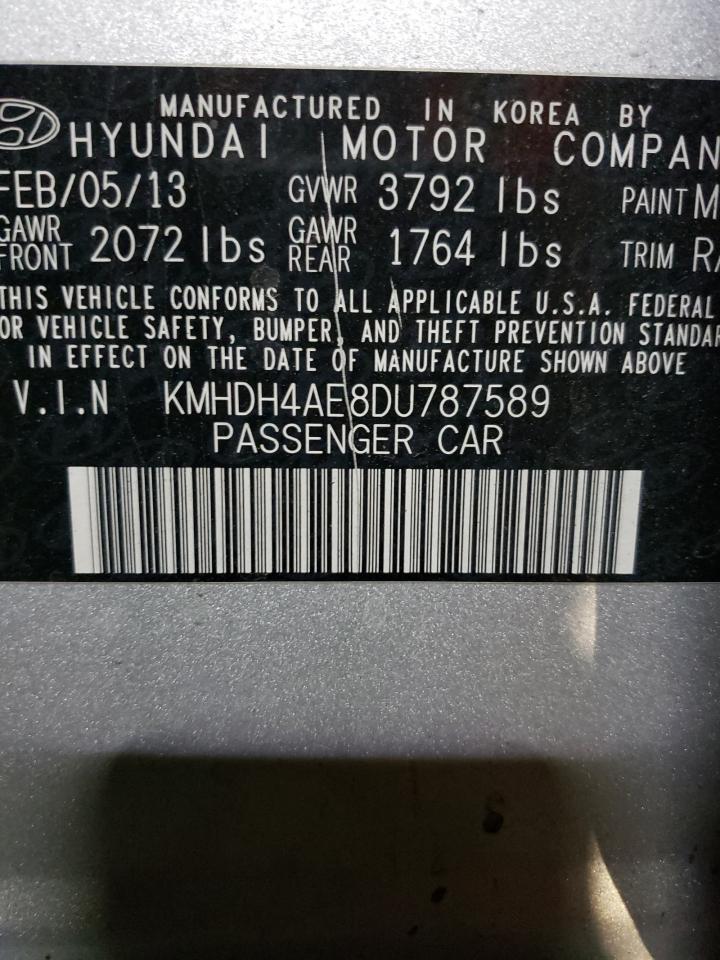 MANUFACTURED IN KOREA BY
HYUNDAI MOTOR COMPAN
FEB/05/13 GVWR 3792 lbs PAINT M
GAWR FRONT 2072 lbs GAWR REAR 1764 lbs TRIM RA
THIS VEHICLE CONFORMS TO ALL APPLICABLE U.S.A. FEDERAL
OR VEHICLE SAFETY, BUMPER, AND THEFT PREVENTION STANDAR
IN EFFECT ON THE DATE OF MANUFACTURE SHOWN ABOVE
V.I.N KMHDH4AE8DU787589
PASSENGER CAR